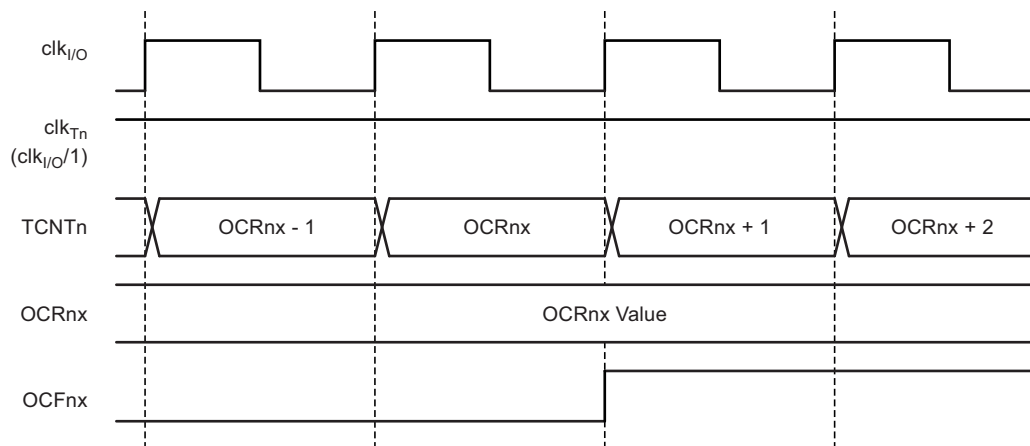 clkI/O
clkTn
(clkI/O/1)
TCNTn
OCRnx - 1
OCRnx
OCRnx + 1
OCRnx + 2
OCRnx
OCRnx Value
OCFnx